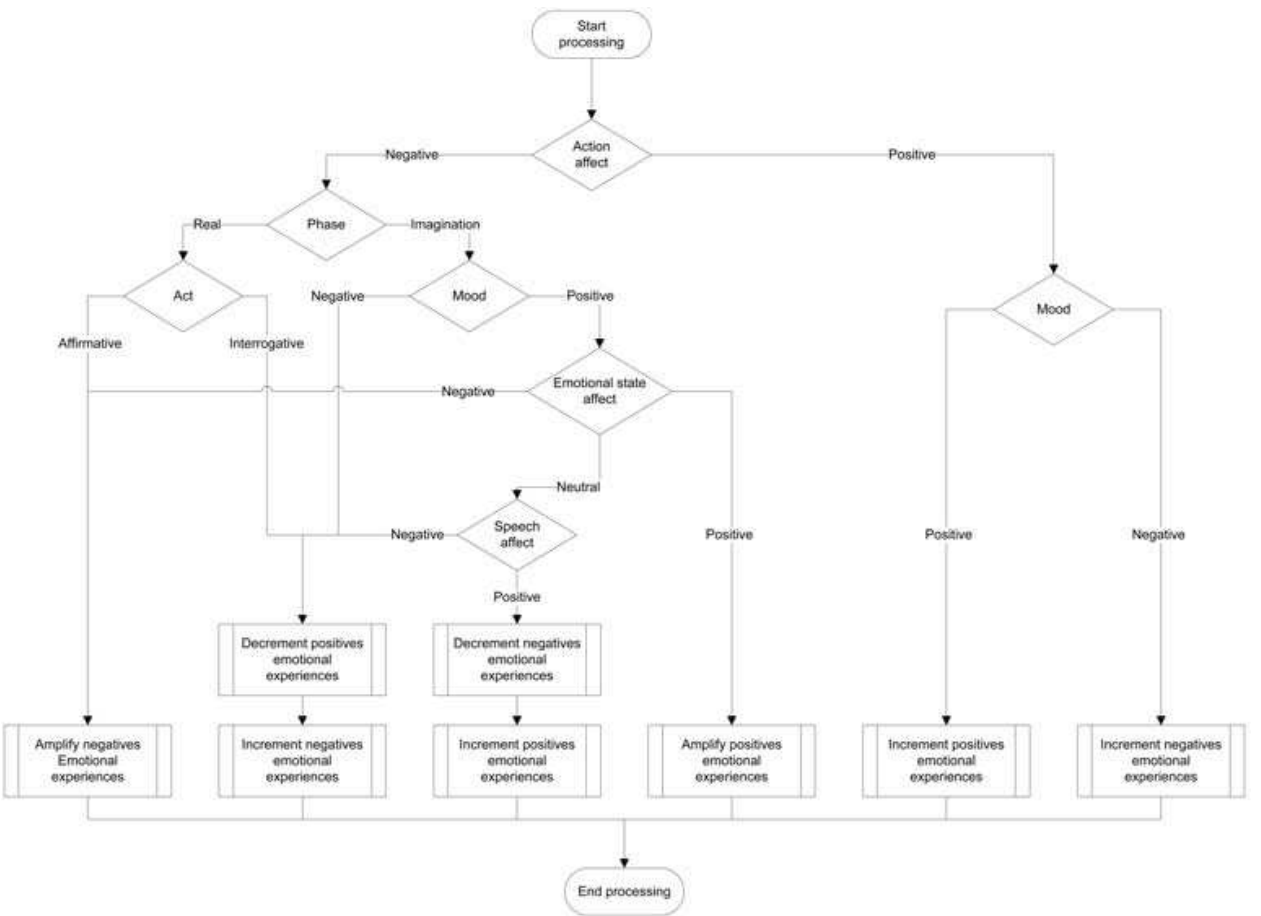 Start
processing
Action
affect
Negative
Positive
Phase
Real
Imagination
Act
Mood
Negative
Positive
Mood
Affirmative
Interrogative
Emotional state
affect
Negative
Neutral
Speech
affect
Negative
Positive
Positive
Negative
Positive
Decrement positives
emotional
experiences
Decrement negatives
emotional
experiences
Amplify negatives
Emotional
experiences
Increment negatives
emotional
experiences
Increment positives
emotional
experiences
Amplify positives
emotional
experiences
Increment positives
emotional
experiences
Increment negatives
emotional
experiences
End processing